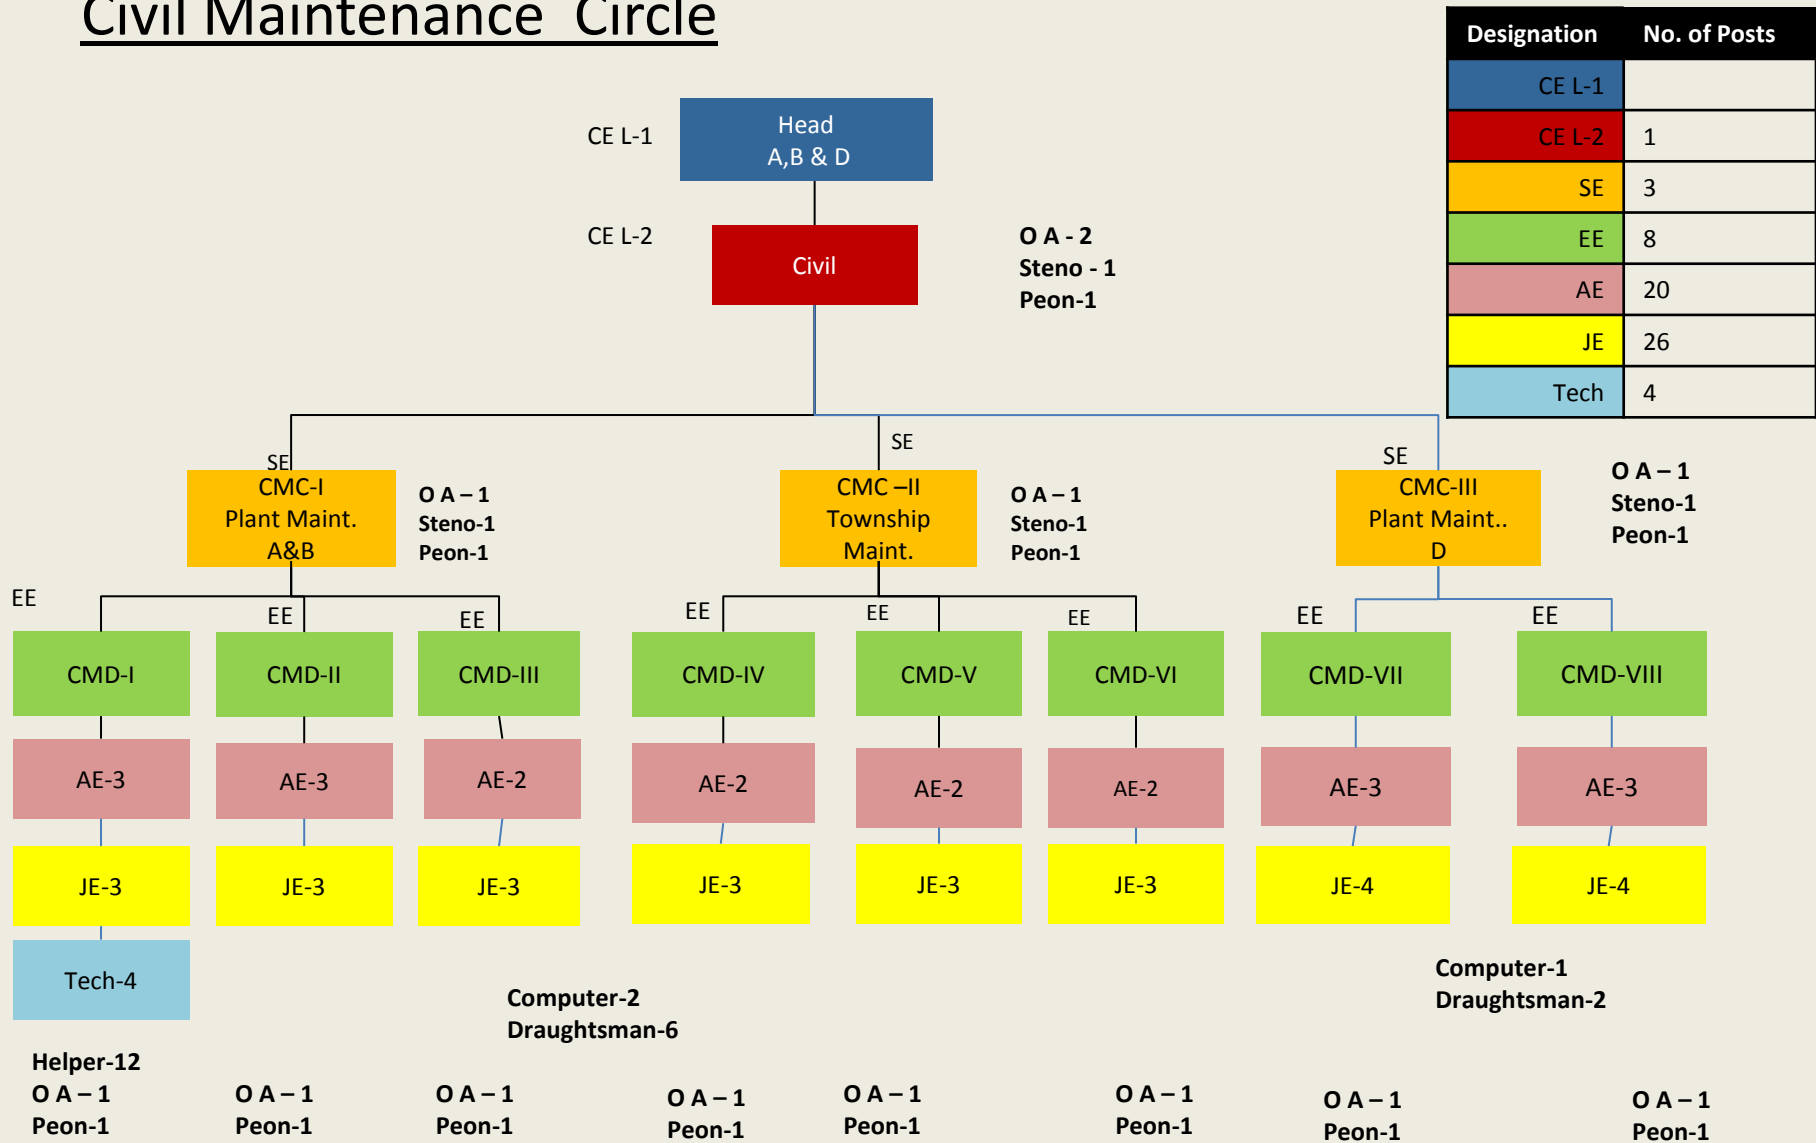 Civil Maintenance Circle
Designation No. of Posts
CE L-1
CE L-2 1
SE 3
EE 8
AE 20
JE 26
Tech 4
CE L-1
Head
A,B & D
CE L-2
Civil
O A - 2
Steno - 1
Peon-1
SE
CMC-I
Plant Maint.
A&B
O A – 1
Steno-1
Peon-1
SE
CMC –II
Township
Maint.
O A – 1
Steno-1
Peon-1
SE
CMC-III
Plant Maint..
D
O A – 1
Steno-1
Peon-1
EE
EE
EE
EE
EE
EE
EE
EE
CMD-I
CMD-II
CMD-III
CMD-IV
CMD-V
CMD-VI
CMD-VII
CMD-VIII
AE-3
AE-3
AE-2
AE-2
AE-2
AE-2
AE-3
AE-3
JE-3
JE-3
JE-3
JE-3
JE-3
JE-3
JE-4
JE-4
Tech-4
Computer-2
Draughtsman-6
Computer-1
Draughtsman-2
Helper-12
O A – 1
Peon-1
O A – 1
Peon-1
O A – 1
Peon-1
O A – 1
Peon-1
O A – 1
Peon-1
O A – 1
Peon-1
O A – 1
Peon-1
O A – 1
Peon-1